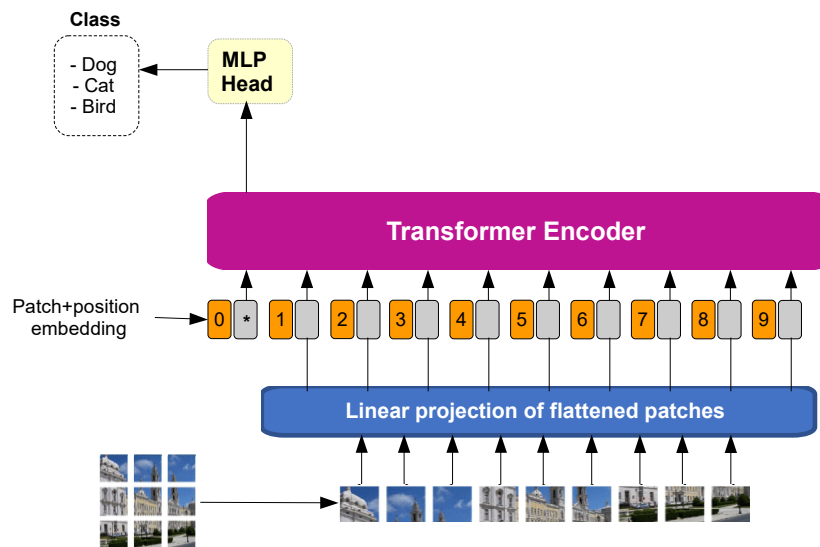 Class
- Dog
- Cat
- Bird
MLP
Head
Transformer Encoder
Patch+position
embedding
0 * 1 2 3 4 5 6 7 8 9
Linear projection of flattened patches